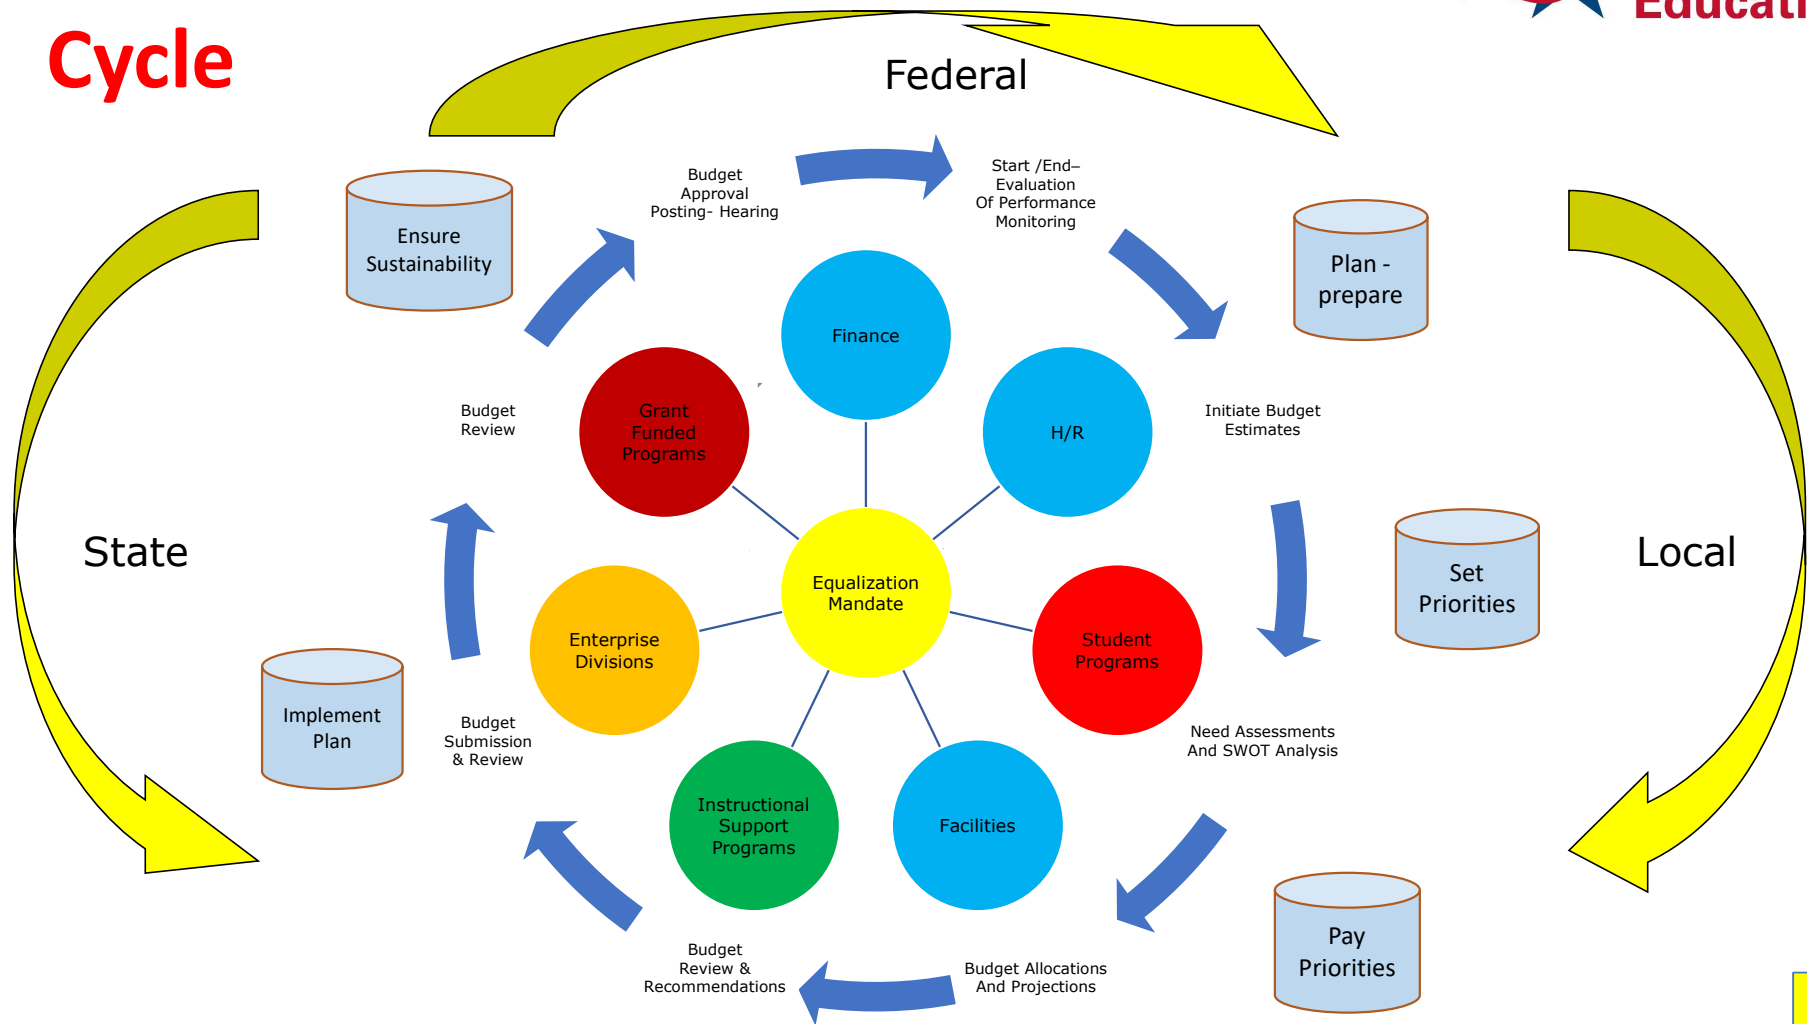 Cycle
Educati
Federal
State
Local
Ensure
Sustainability
Budget
Approval
Posting- Hearing
Start /End–
Evaluation
Of Performance
Monitoring
Plan -
prepare
Initiate Budget
Estimates
Set
Priorities
Need Assessments
And SWOT Analysis
Pay
Priorities
Budget Allocations
And Projections
Budget
Review &
Recommendations
Budget
Submission
& Review
Implement
Plan
Budget
Review
Finance
H/R
Student
Programs
Facilities
Instructional
Support
Programs
Enterprise
Divisions
Grant
Funded
Programs
Equalization
Mandate